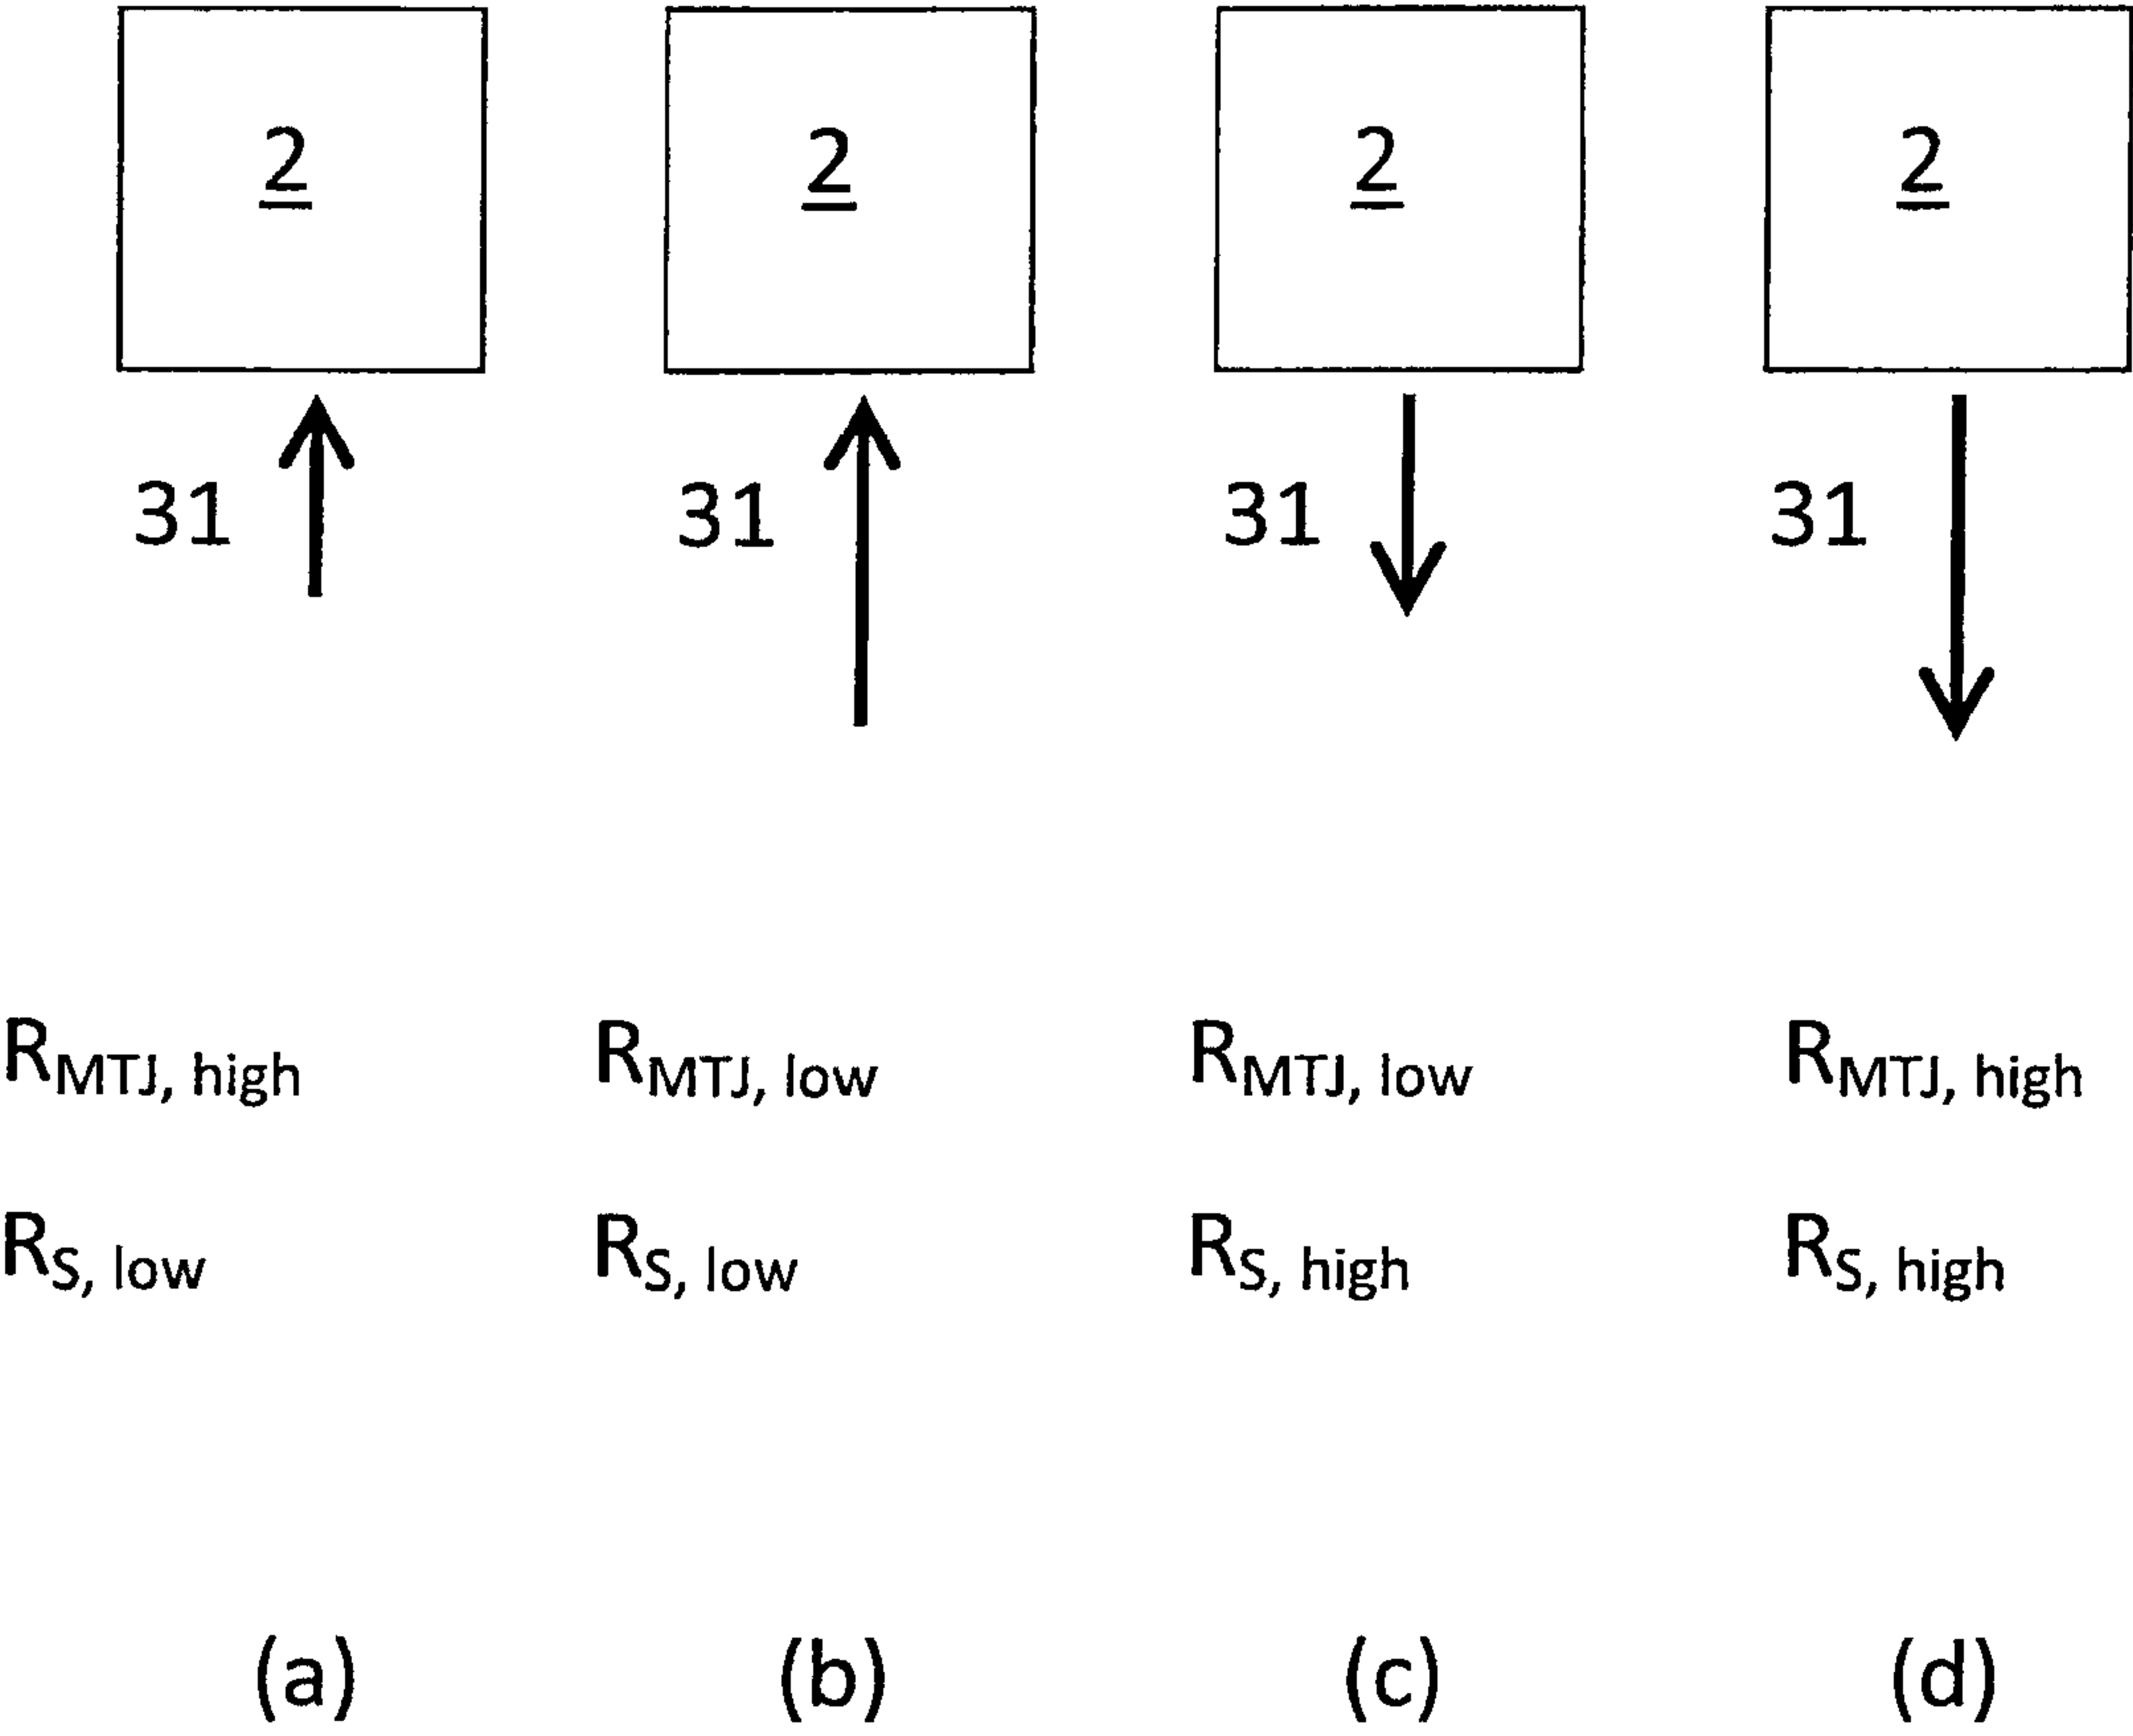 2 2 2 2
31 31 31 31
RMTJ, high RMTJ, low RMTJ, low RMTJ, high
RS, low RS, low RS, high RS, high
(a) (b) (c) (d)